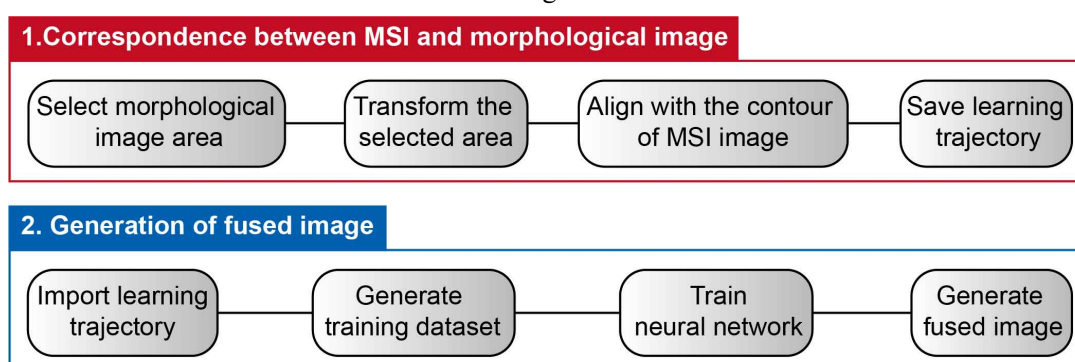 1.Correspondence between MSI and morphological image
Select morphological
image area
Transform the
selected area
Align with the contour
of MSI image
Save learning
trajectory
2. Generation of fused image
Import learning
trajectory
Generate
training dataset
Train
neural network
Generate
fused image